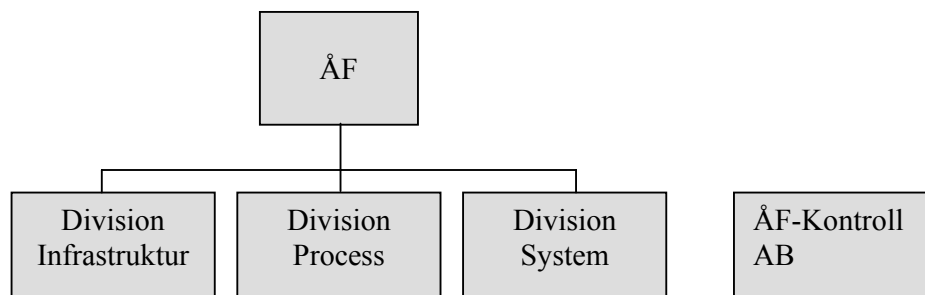 ÅF
Division
Infrastruktur
Division
Process
Division
System
ÅF-Kontroll
AB